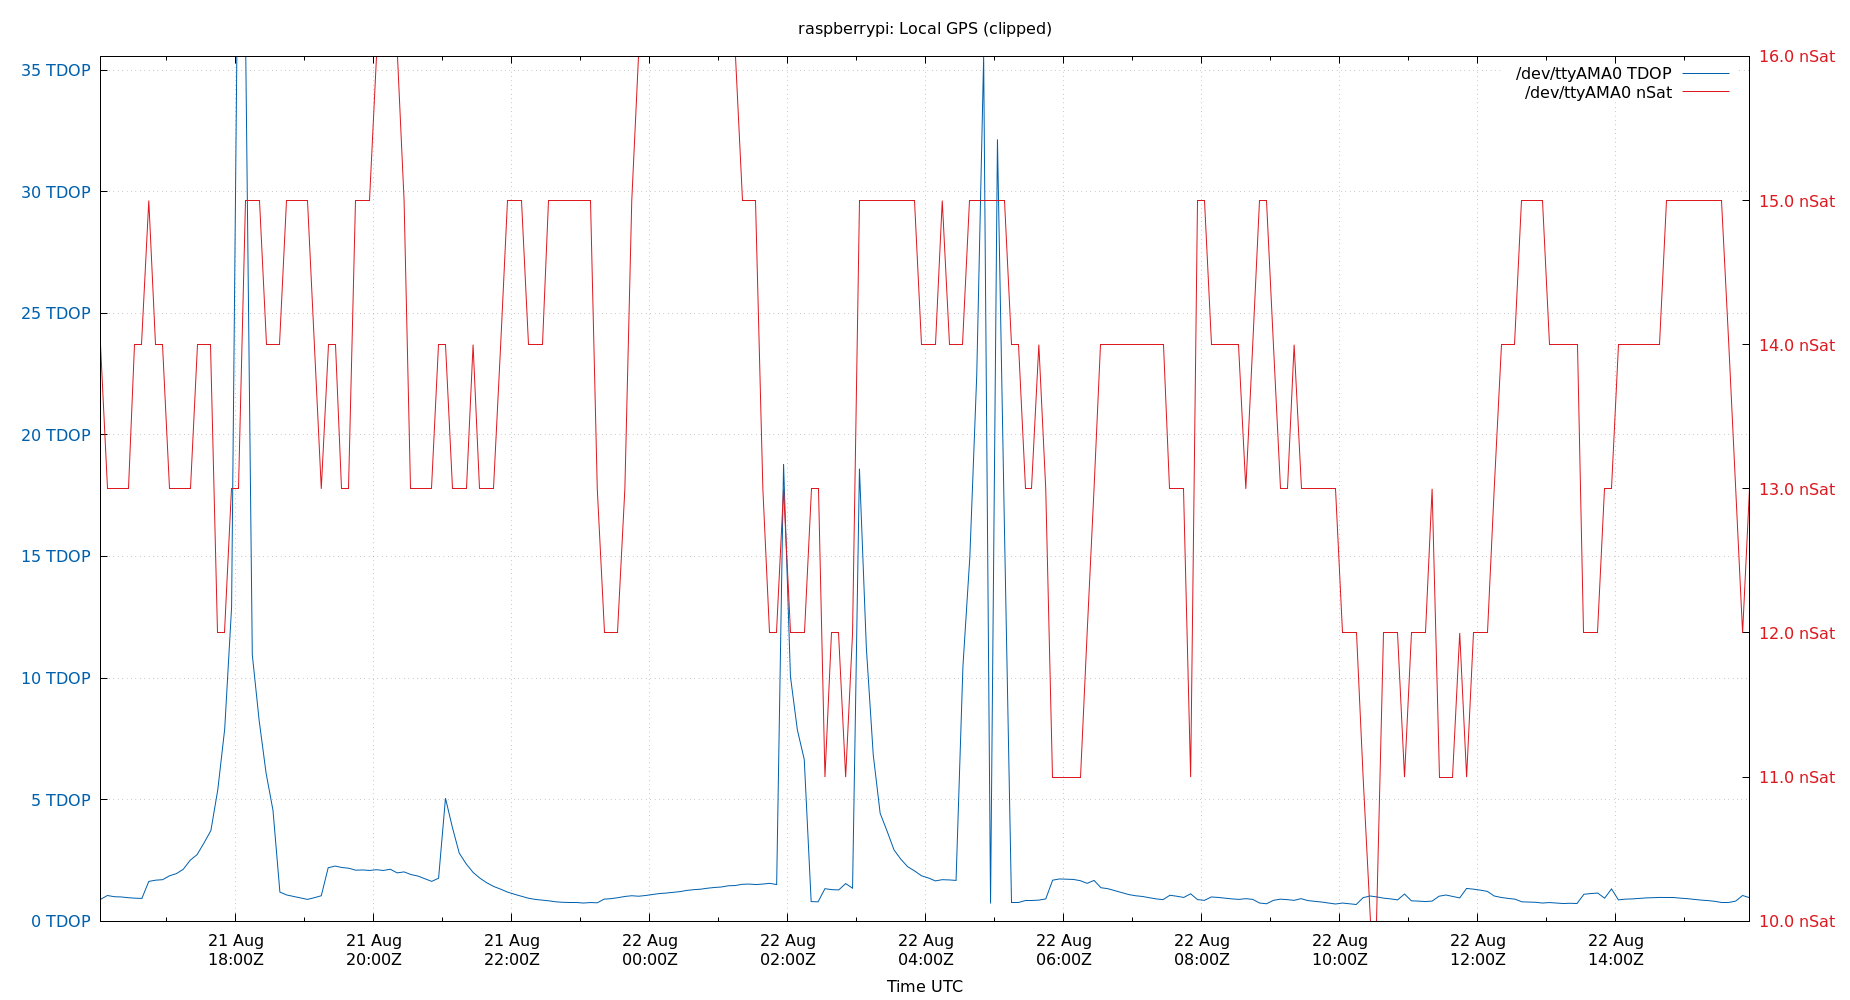 raspberrypi: Local GPS (clipped)
35 TDOP
30 TDOP
25 TDOP
20 TDOP
15 TDOP
10 TDOP
5 TDOP
0 TDOP
16.0 nSat
15.0 nSat
14.0 nSat
13.0 nSat
12.0 nSat
11.0 nSat
10.0 nSat
/dev/ttyAMA0 TDOP
/dev/ttyAMA0 nSat
21 Aug
18:00Z
21 Aug
20:00Z
21 Aug
22:00Z
22 Aug
00:00Z
22 Aug
02:00Z
22 Aug
04:00Z
22 Aug
06:00Z
22 Aug
08:00Z
22 Aug
10:00Z
22 Aug
12:00Z
22 Aug
14:00Z
Time UTC